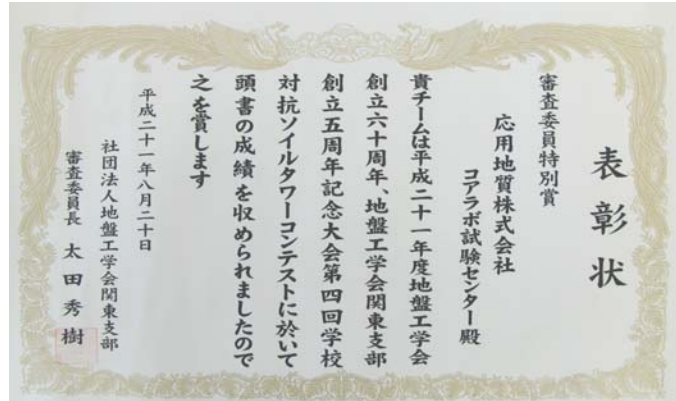 表彰状
審査委員特別賞
応用地質株式会社
コアラボ試験センター殿
貴チームは平成二十一年度地盤工学会
創立六十周年、地盤工学会関東支部
創立五周年記念大会第四回学校
対抗ソイルタワーコンテストに於いて
頭書の成績を収められましたので
之を賞します
平成二十一年八月二十日
社団法人地盤工学会関東支部
審査委員長 太田秀樹